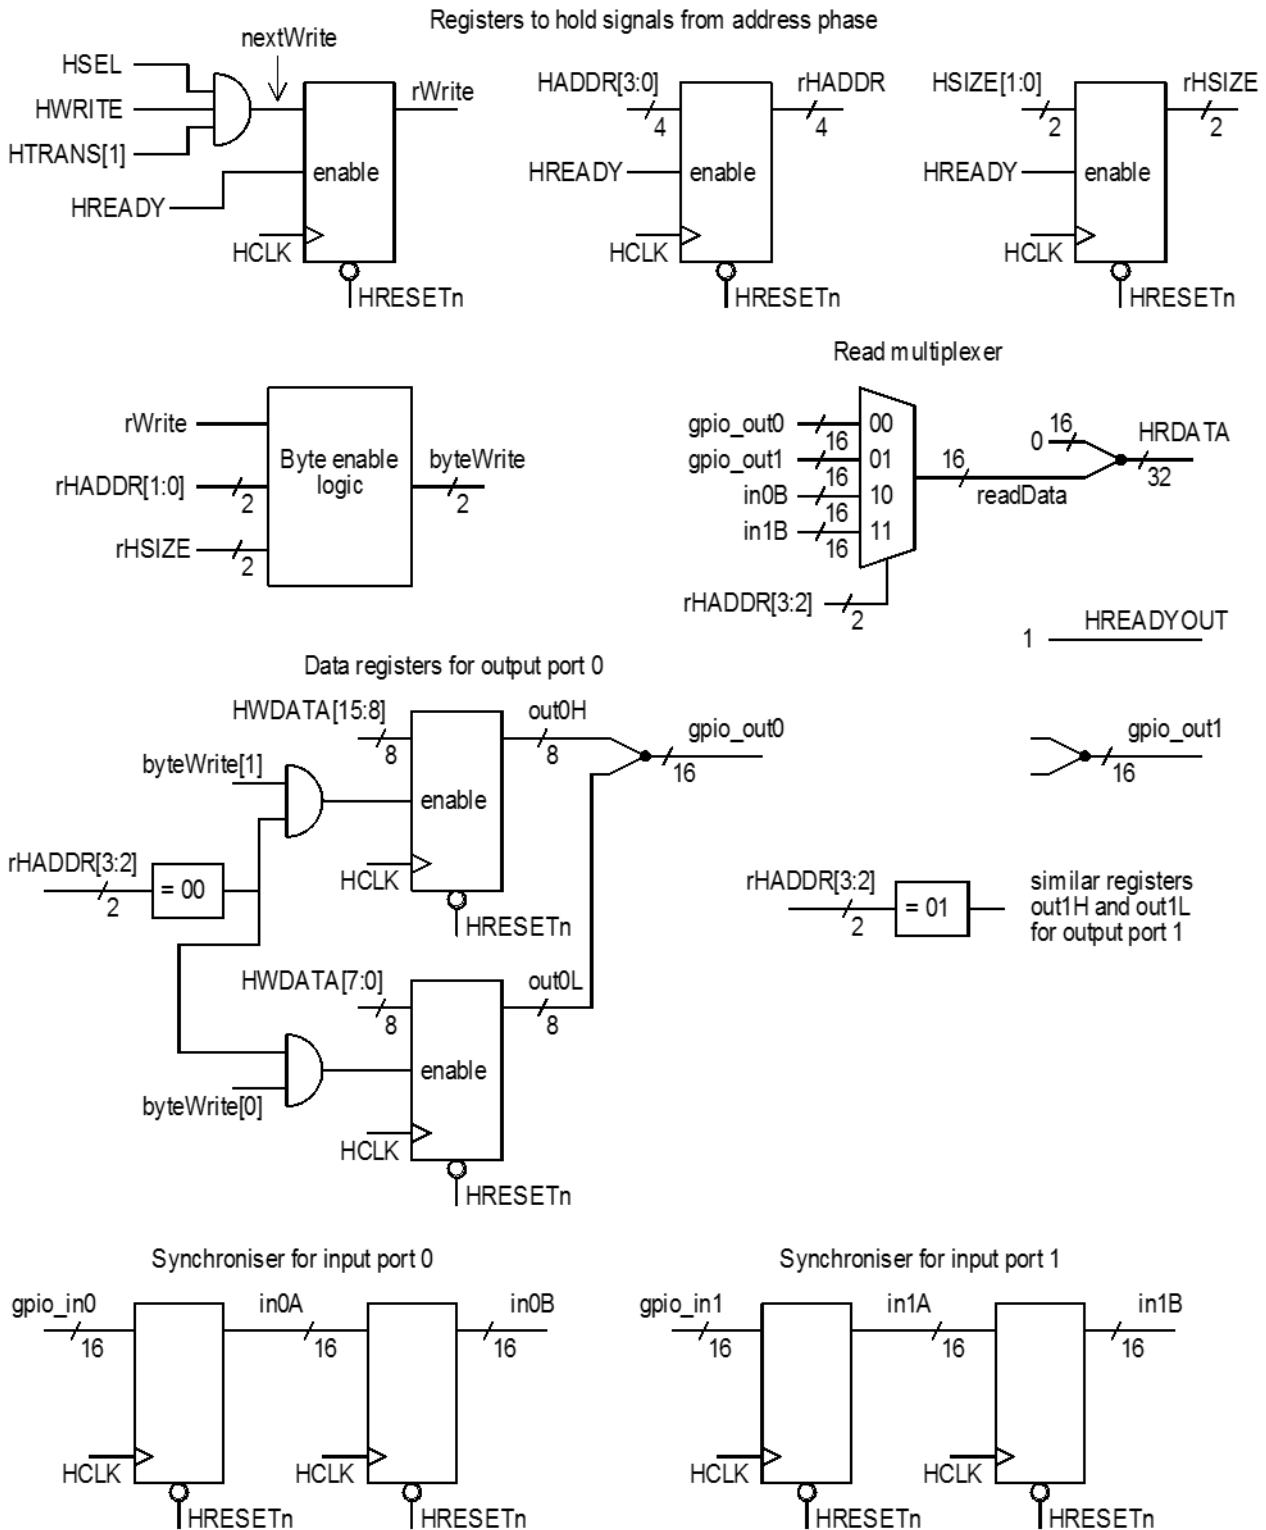 Registers to hold signals from address phase
nextWrite
HSEL
HWRITE
HTRANS[1]
HREADY
rWrite
enable
HCLK
HRESETn
HADDR[3:0]
4
rHADDR
4
HREADY
enable
HCLK
HRESETn
HSIZE[1:0]
2
rHSIZE
2
HREADY
enable
HCLK
HRESETn
rWrite
rHADDR[1:0]
2
rHSIZE
2
Byte enable
logic
byteWrite
2
Read multiplexer
gpio_out0
16
00
gpio_out1
16
01
in0B
16
10
in1B
16
11
rHADDR[3:2]
2
16
readData
0
16
HRDATA
32
1
HREADYOUT
Data registers for output port 0
HWDATA[15:8]
8
out0H
8
gpio_out0
16
byteWrite[1]
enable
rHADDR[3:2]
2
= 00
HCLK
HRESETn
HWDATA[7:0]
8
out0L
8
enable
byteWrite[0]
HCLK
HRESETn
gpio_out1
16
rHADDR[3:2]
2
= 01
similar registers
out1H and out1L
for output port 1
Synchroniser for input port 0
gpio_in0
16
in0A
16
in0B
16
HCLK
HRESETn
HCLK
HRESETn
Synchroniser for input port 1
gpio_in1
16
in1A
16
in1B
16
HCLK
HRESETn
HCLK
HRESETn